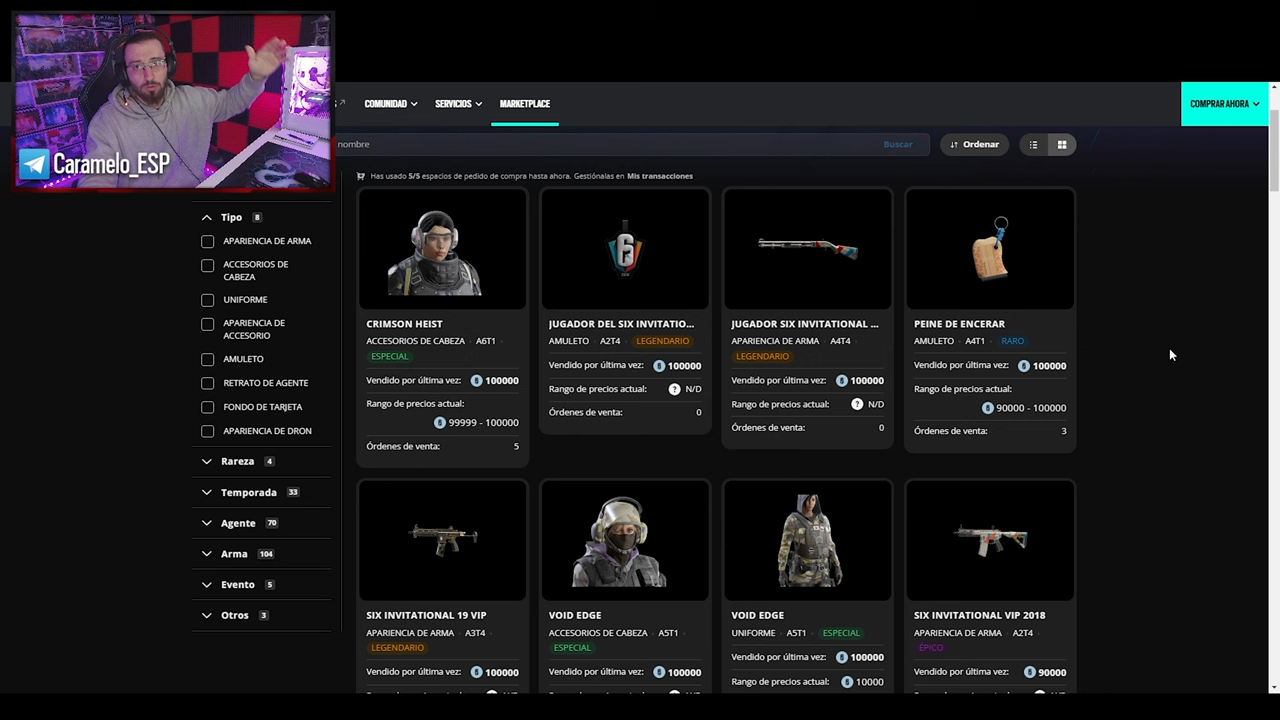 Caramelo_ESP
COMUNIDAD
SERVICIOS
MARKETPLACE
COMPRAR AHORA
nombre
Buscar
Ordenar
Has usado 5/5 espacios de pedido de compra hasta ahora. Gestiónalas en Mis transacciones
Tipo 8
APARIENCIA DE ARMA
ACCESORIOS DE
CABEZA
UNIFORME
APARIENCIA DE
ACCESORIO
AMULETO
RETRATO DE AGENTE
FONDO DE TARJETA
APARIENCIA DE DRON
Rareza 4
Temporada 33
Agente 70
Arma 104
Evento 5
Otros 3
CRIMSON HEIST
ACCESORIOS DE CABEZA • A6T1
ESPECIAL
Vendido por última vez: 100000
Rango de precios actual:
99999 - 100000
Órdenes de venta: 5
JUGADOR DEL SIX INVITATIO...
AMULETO • A2T4 LEGENDARIO
Vendido por última vez: 100000
Rango de precios actual: ? N/D
Órdenes de venta: 0
JUGADOR SIX INVITATIONAL ...
APARIENCIA DE ARMA • A4T4
LEGENDARIO
Vendido por última vez: 100000
Rango de precios actual: ? N/D
Órdenes de venta: 0
PEINE DE ENCERAR
AMULETO • A4T1 RARO
Vendido por última vez: 100000
Rango de precios actual:
90000 - 100000
Órdenes de venta: 3
SIX INVITATIONAL 19 VIP
APARIENCIA DE ARMA • A3T4
LEGENDARIO
Vendido por última vez: 100000
VOID EDGE
ACCESORIOS DE CABEZA • A5T1
ESPECIAL
Vendido por última vez: 100000
VOID EDGE
UNIFORME • A5T1 ESPECIAL
Vendido por última vez: 100000
Rango de precios actual: 10000
SIX INVITATIONAL VIP 2018
APARIENCIA DE ARMA • A2T4
ÉPICO
Vendido por última vez: 90000